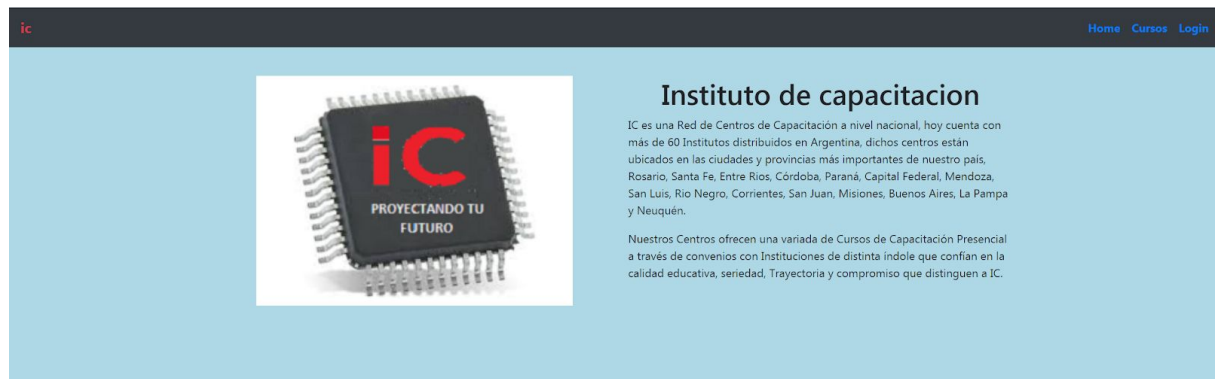 ic
Home Cursos Login
iC
PROYECTANDO TU
FUTURO
Instituto de capacitacion
IC es una Red de Centros de Capacitación a nivel nacional, hoy cuenta con
más de 60 Institutos distribuidos en Argentina, dichos centros están
ubicados en las ciudades y provincias más importantes de nuestro país,
Rosario, Santa Fe, Entre Rios, Córdoba, Paraná, Capital Federal, Mendoza,
San Luis, Rio Negro, Corrientes, San Juan, Misiones, Buenos Aires, La Pampa
y Neuquén.
Nuestros Centros ofrecen una variada de Cursos de Capacitación Presencial
a través de convenios con Instituciones de distinta índole que confían en la
calidad educativa, seriedad, Trayectoria y compromiso que distinguen a IC.